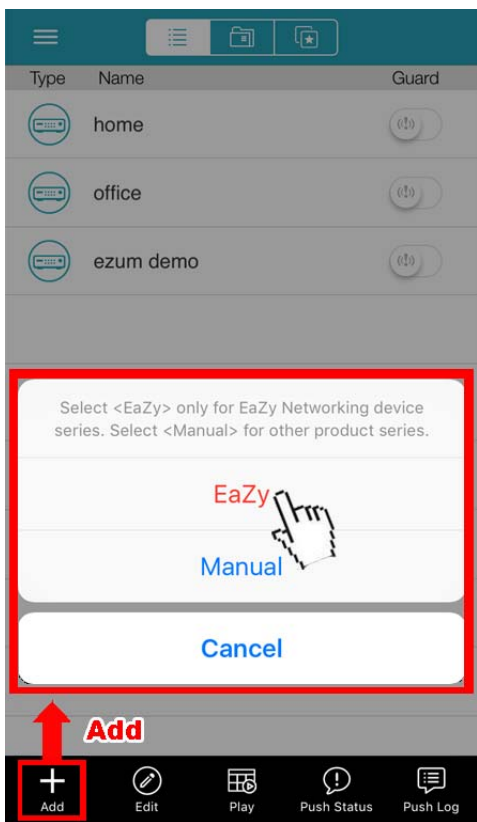 Type Name Guard
home
office
ezum demo
Select <EaZy> only for EaZy Networking device
series. Select <Manual> for other product series.
EaZy
Manual
Cancel
Add
Add Edit Play Push Status Push Log